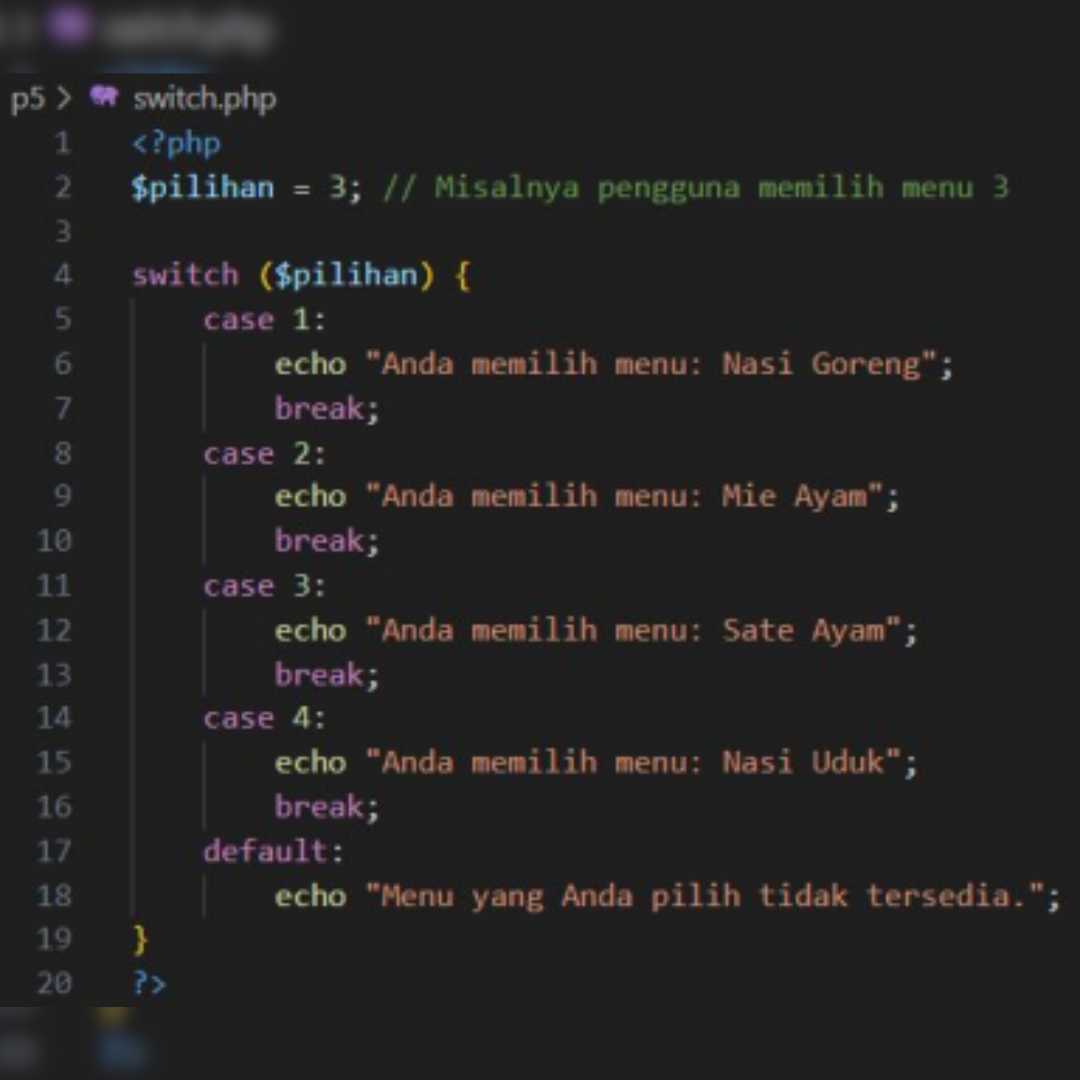 p5 > switch.php
1 <?php
2 $pilihan = 3; // Misalnya pengguna memilih menu 3
3
4 switch ($pilihan) {
5     case 1:
6         echo "Anda memilih menu: Nasi Goreng";
7         break;
8     case 2:
9         echo "Anda memilih menu: Mie Ayam";
10         break;
11     case 3:
12         echo "Anda memilih menu: Sate Ayam";
13         break;
14     case 4:
15         echo "Anda memilih menu: Nasi Uduk";
16         break;
17     default:
18         echo "Menu yang Anda pilih tidak tersedia.";
19 }
20 ?>